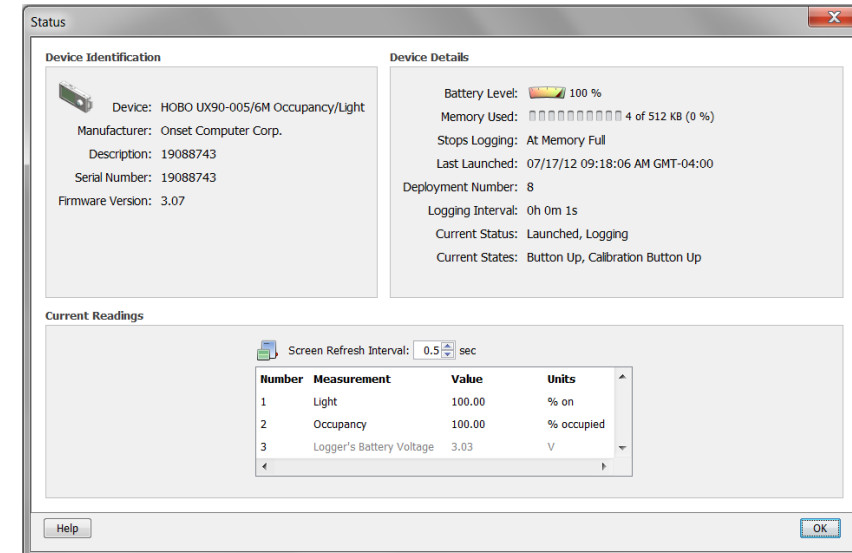 Status
Device Identification
Device: HOBO UX90-005/6M Occupancy/Light
Manufacturer: Onset Computer Corp.
Description: 19088743
Serial Number: 19088743
Firmware Version: 3.07
Device Details
Battery Level: 100 %
Memory Used: 4 of 512 KB (0 %)
Stops Logging: At Memory Full
Last Launched: 07/17/12 09:18:06 AM GMT-04:00
Deployment Number: 8
Logging Interval: 0h 0m 1s
Current Status: Launched, Logging
Current States: Button Up, Calibration Button Up
Current Readings
Screen Refresh Interval: 0.5 sec
Number Measurement Value Units
1 Light 100.00 % on
2 Occupancy 100.00 % occupied
3 Logger's Battery Voltage 3.03 V
Help OK